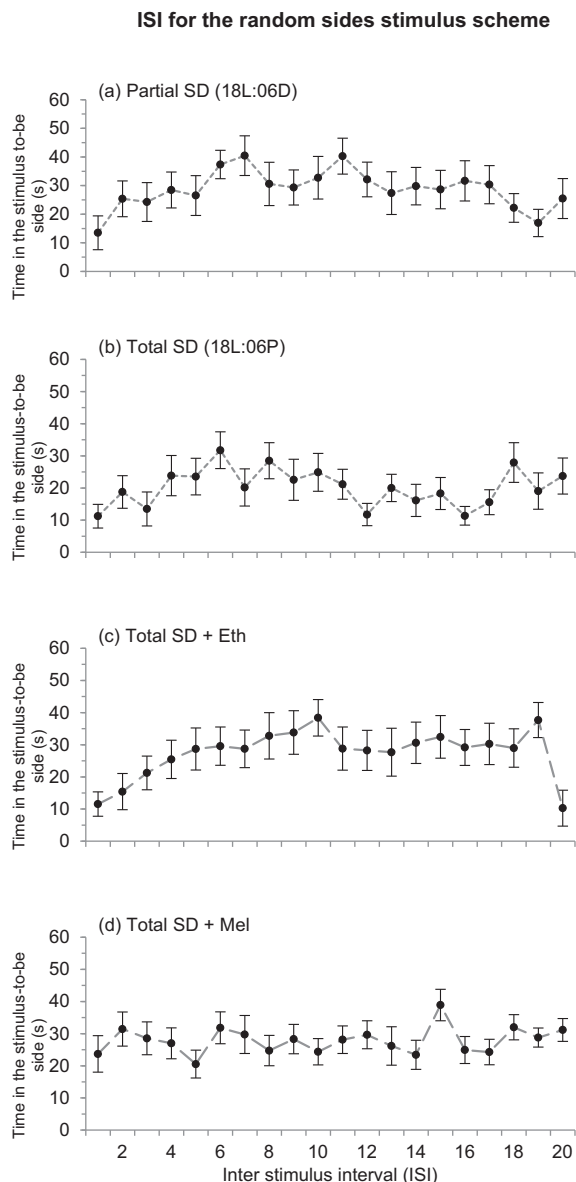 ISI for the random sides stimulus scheme
(a) Partial SD (18L:06D)
Time in the stimulus to-be
side (s)
60
50
40
30
20
10
0
(b) Total SD (18L:06P)
Time in the stimulus-to-be
side (s)
60
50
40
30
20
10
0
(c) Total SD + Eth
Time in the stimulus-to-be
side (s)
60
50
40
30
20
10
0
(d) Total SD + Mel
Time in the stimulus-to-be
side (s)
60
50
40
30
20
10
0
2 4 6 8 10 12 14 16 18 20
Inter stimulus interval (ISI)